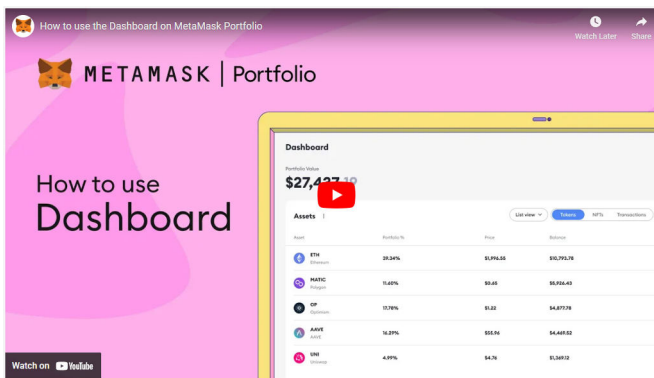 How to use the Dashboard on MetaMask Portfolio
Watch Later
Share
METAMASK | Portfolio
How to use
Dashboard
Dashboard
Portfolio Value
$27,437.19
Assets
List view
Tokens
NFTs
Transactions
Asset Portfolio % Price Balance
ETH
Ethereum
39.34% $1,996.55 $10,793.78
MATIC
Polygon
11.60% $0.65 $5,926.43
OP
Optimism
17.78% $1.22 $4,877.78
AAVE
AAVE
16.29% $55.96 $4,469.52
UNI
Uniswap
4.99% $4.76 $1,369.12
Watch on YouTube